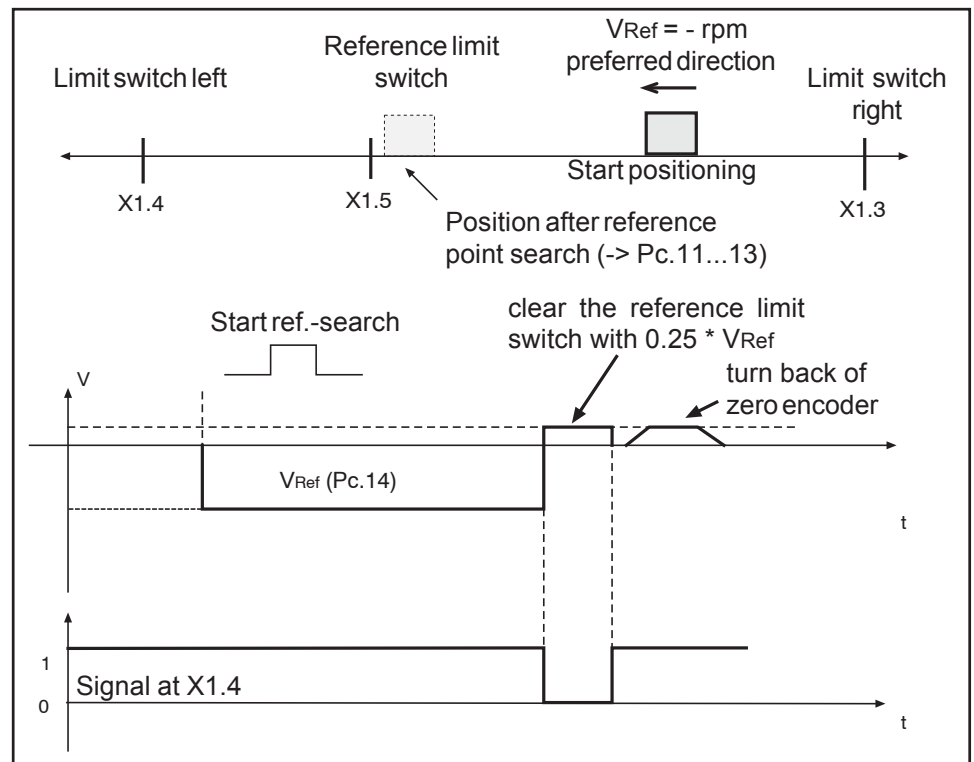 VRef = - rpm
preferred direction
Reference limit
switch
Limit switch left
Limit switch
right
Start positioning
X1.4
X1.5
X1.3
Position after reference
point search (-> Pc.11...13)
Start ref.-search
clear the reference limit
switch with 0.25 * VRef
turn back of
zero encoder
V
VRef (Pc.14)
t
1
Signal at X1.4
0
t